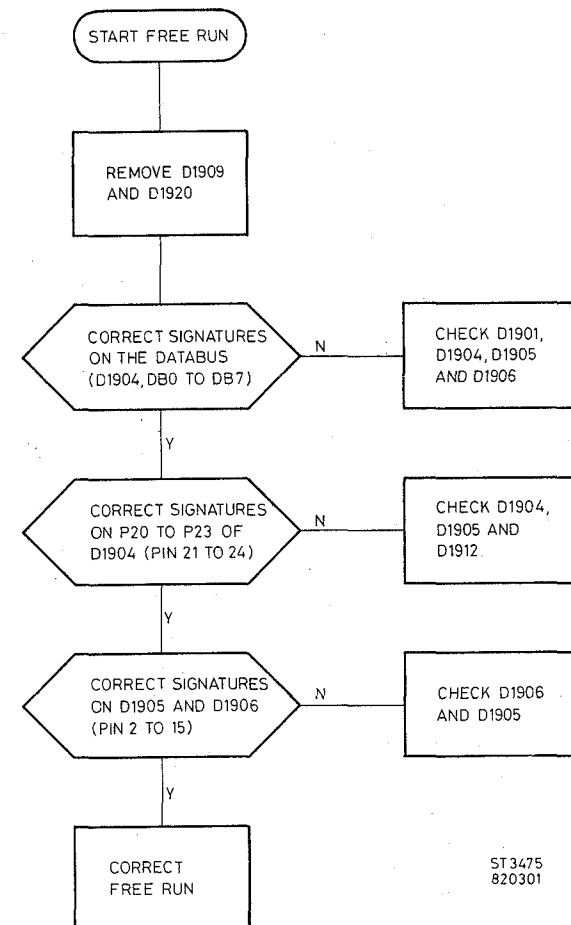 START FREE RUN
REMOVE D1909
AND D1920
CORRECT SIGNATURES
ON THE DATABUS
(D1904, DB0 TO DB7)
N
CHECK D1901,
D1904, D1905
AND D1906
Y
CORRECT SIGNATURES
ON P20 TO P23 OF
D1904 (PIN 21 TO 24)
N
CHECK D1904,
D1905 AND
D1912.
Y
CORRECT SIGNATURES
ON D1905 AND D1906
(PIN 2 TO 15)
N
CHECK D1906
AND D1905
Y
CORRECT
FREE RUN
ST3475
820301